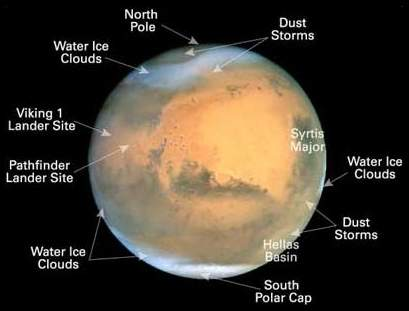 North
Pole
Dust
Storms
Water Ice
Clouds
Viking 1
Lander Site
Syrtis
Major
Pathfinder
Lander Site
Water Ice
Clouds
Dust
Storms
Water Ice
Clouds
Hellas
Basin
South
Polar Cap